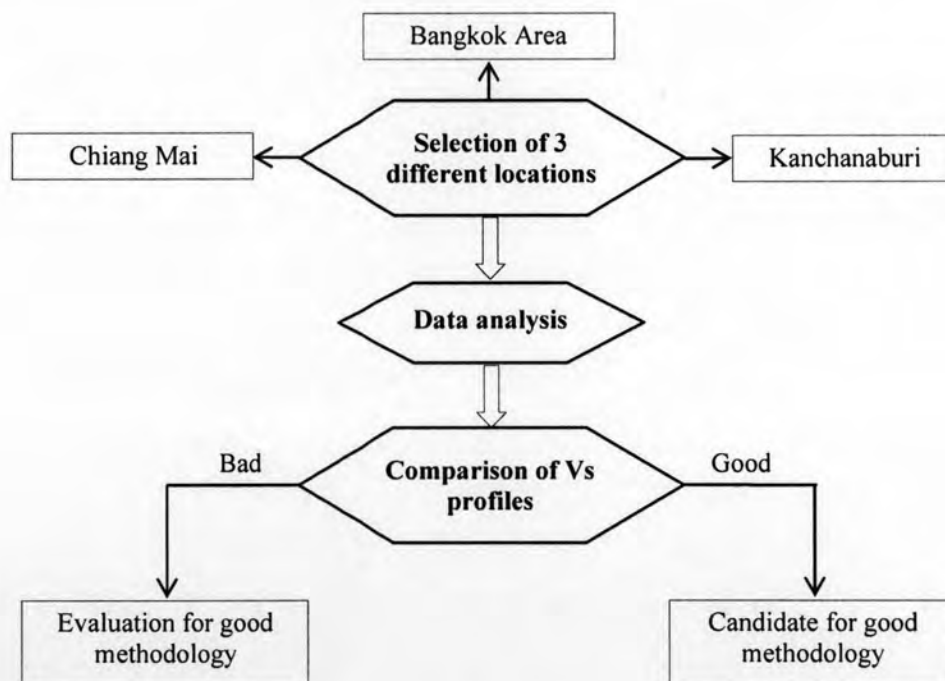 Bangkok Area
Selection of 3
different locations
Chiang Mai
Kanchanaburi
Data analysis
Comparison of Vs
profiles
Bad
Good
Evaluation for good
methodology
Candidate for good
methodology